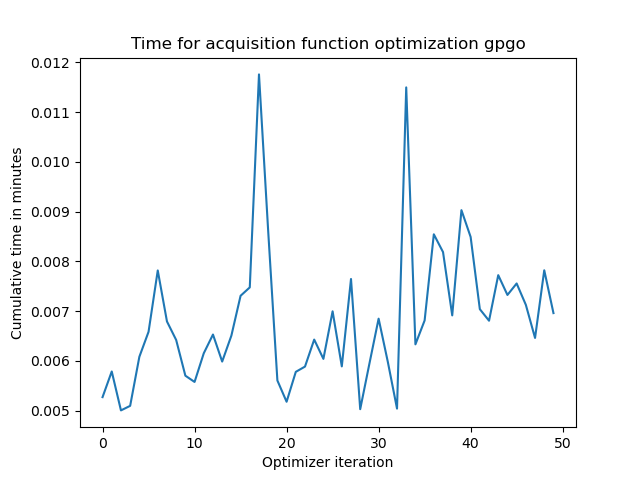 Time for acquisition function optimization gpgo
Cumulative time in minutes
0.012
0.011
0.010
0.009
0.008
0.007
0.006
0.005
0 10 20 30 40 50
Optimizer iteration